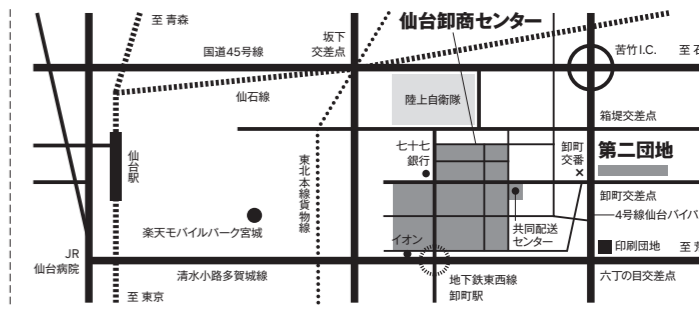 至 青森
国道45号線
坂下
交差点
仙台卸商センター
苦竹I.C.
至 石
仙石線
陸上自衛隊
箱堤交差点
仙台駅
東北本線貨物線
七十七
銀行
卸町
交番
第二団地
卸町交差点
楽天モバイルパーク宮城
イオン
共同配送
センター
4号線仙台バイパ
JR
仙台病院
清水小路多賀城線
印刷団地
至 荒
至 東京
地下鉄東西線
卸町駅
六丁の目交差点